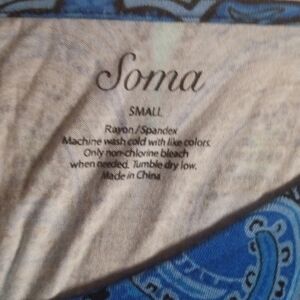 Soma
SMALL
Rayon / Spandex
Machine wash cold with like colors.
Only non-chlorine bleach
when needed. Tumble dry low.
Made in China